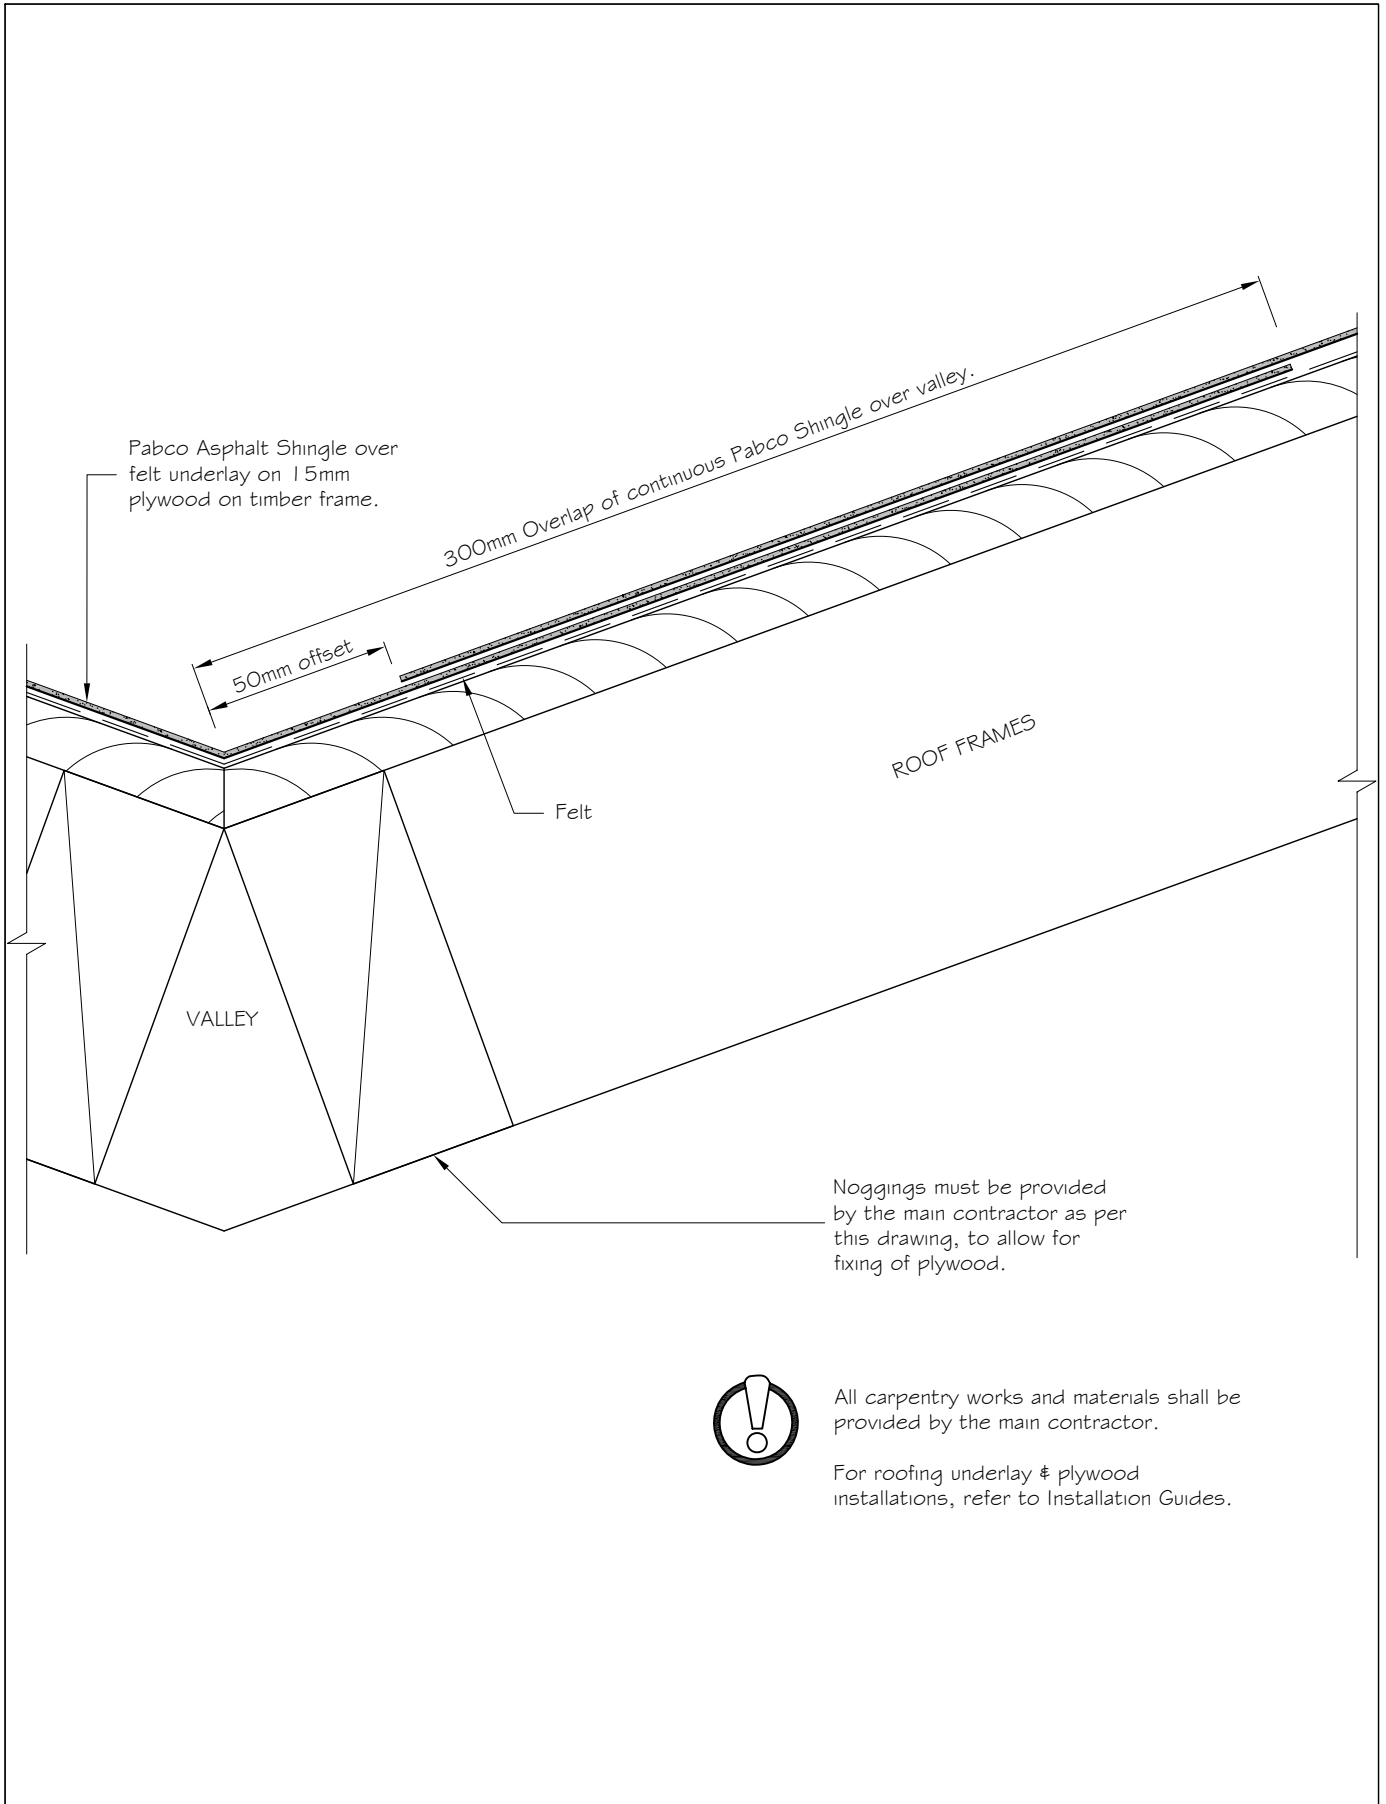 300mm Overlap of continuous Pabco Shingle over valley.
Pabco Asphalt Shingle over
felt underlay on 15mm
plywood on timber frame.
50mm offset
ROOF FRAMES
Felt
VALLEY
Noggings must be provided
by the main contractor as per
this drawing, to allow for
fixing of plywood.
All carpentry works and materials shall be
provided by the main contractor.
For roofing underlay & plywood
installations, refer to Installation Guides.